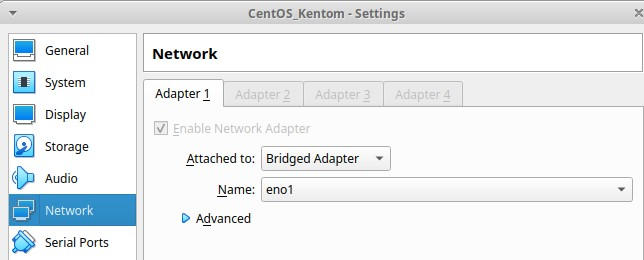 CentOS_Kentom - Settings
General
System
Display
Storage
Audio
Network
Serial Ports
Network
Adapter 1 Adapter 2 Adapter 3 Adapter 4
Enable Network Adapter
Attached to: Bridged Adapter
Name: eno1
Advanced